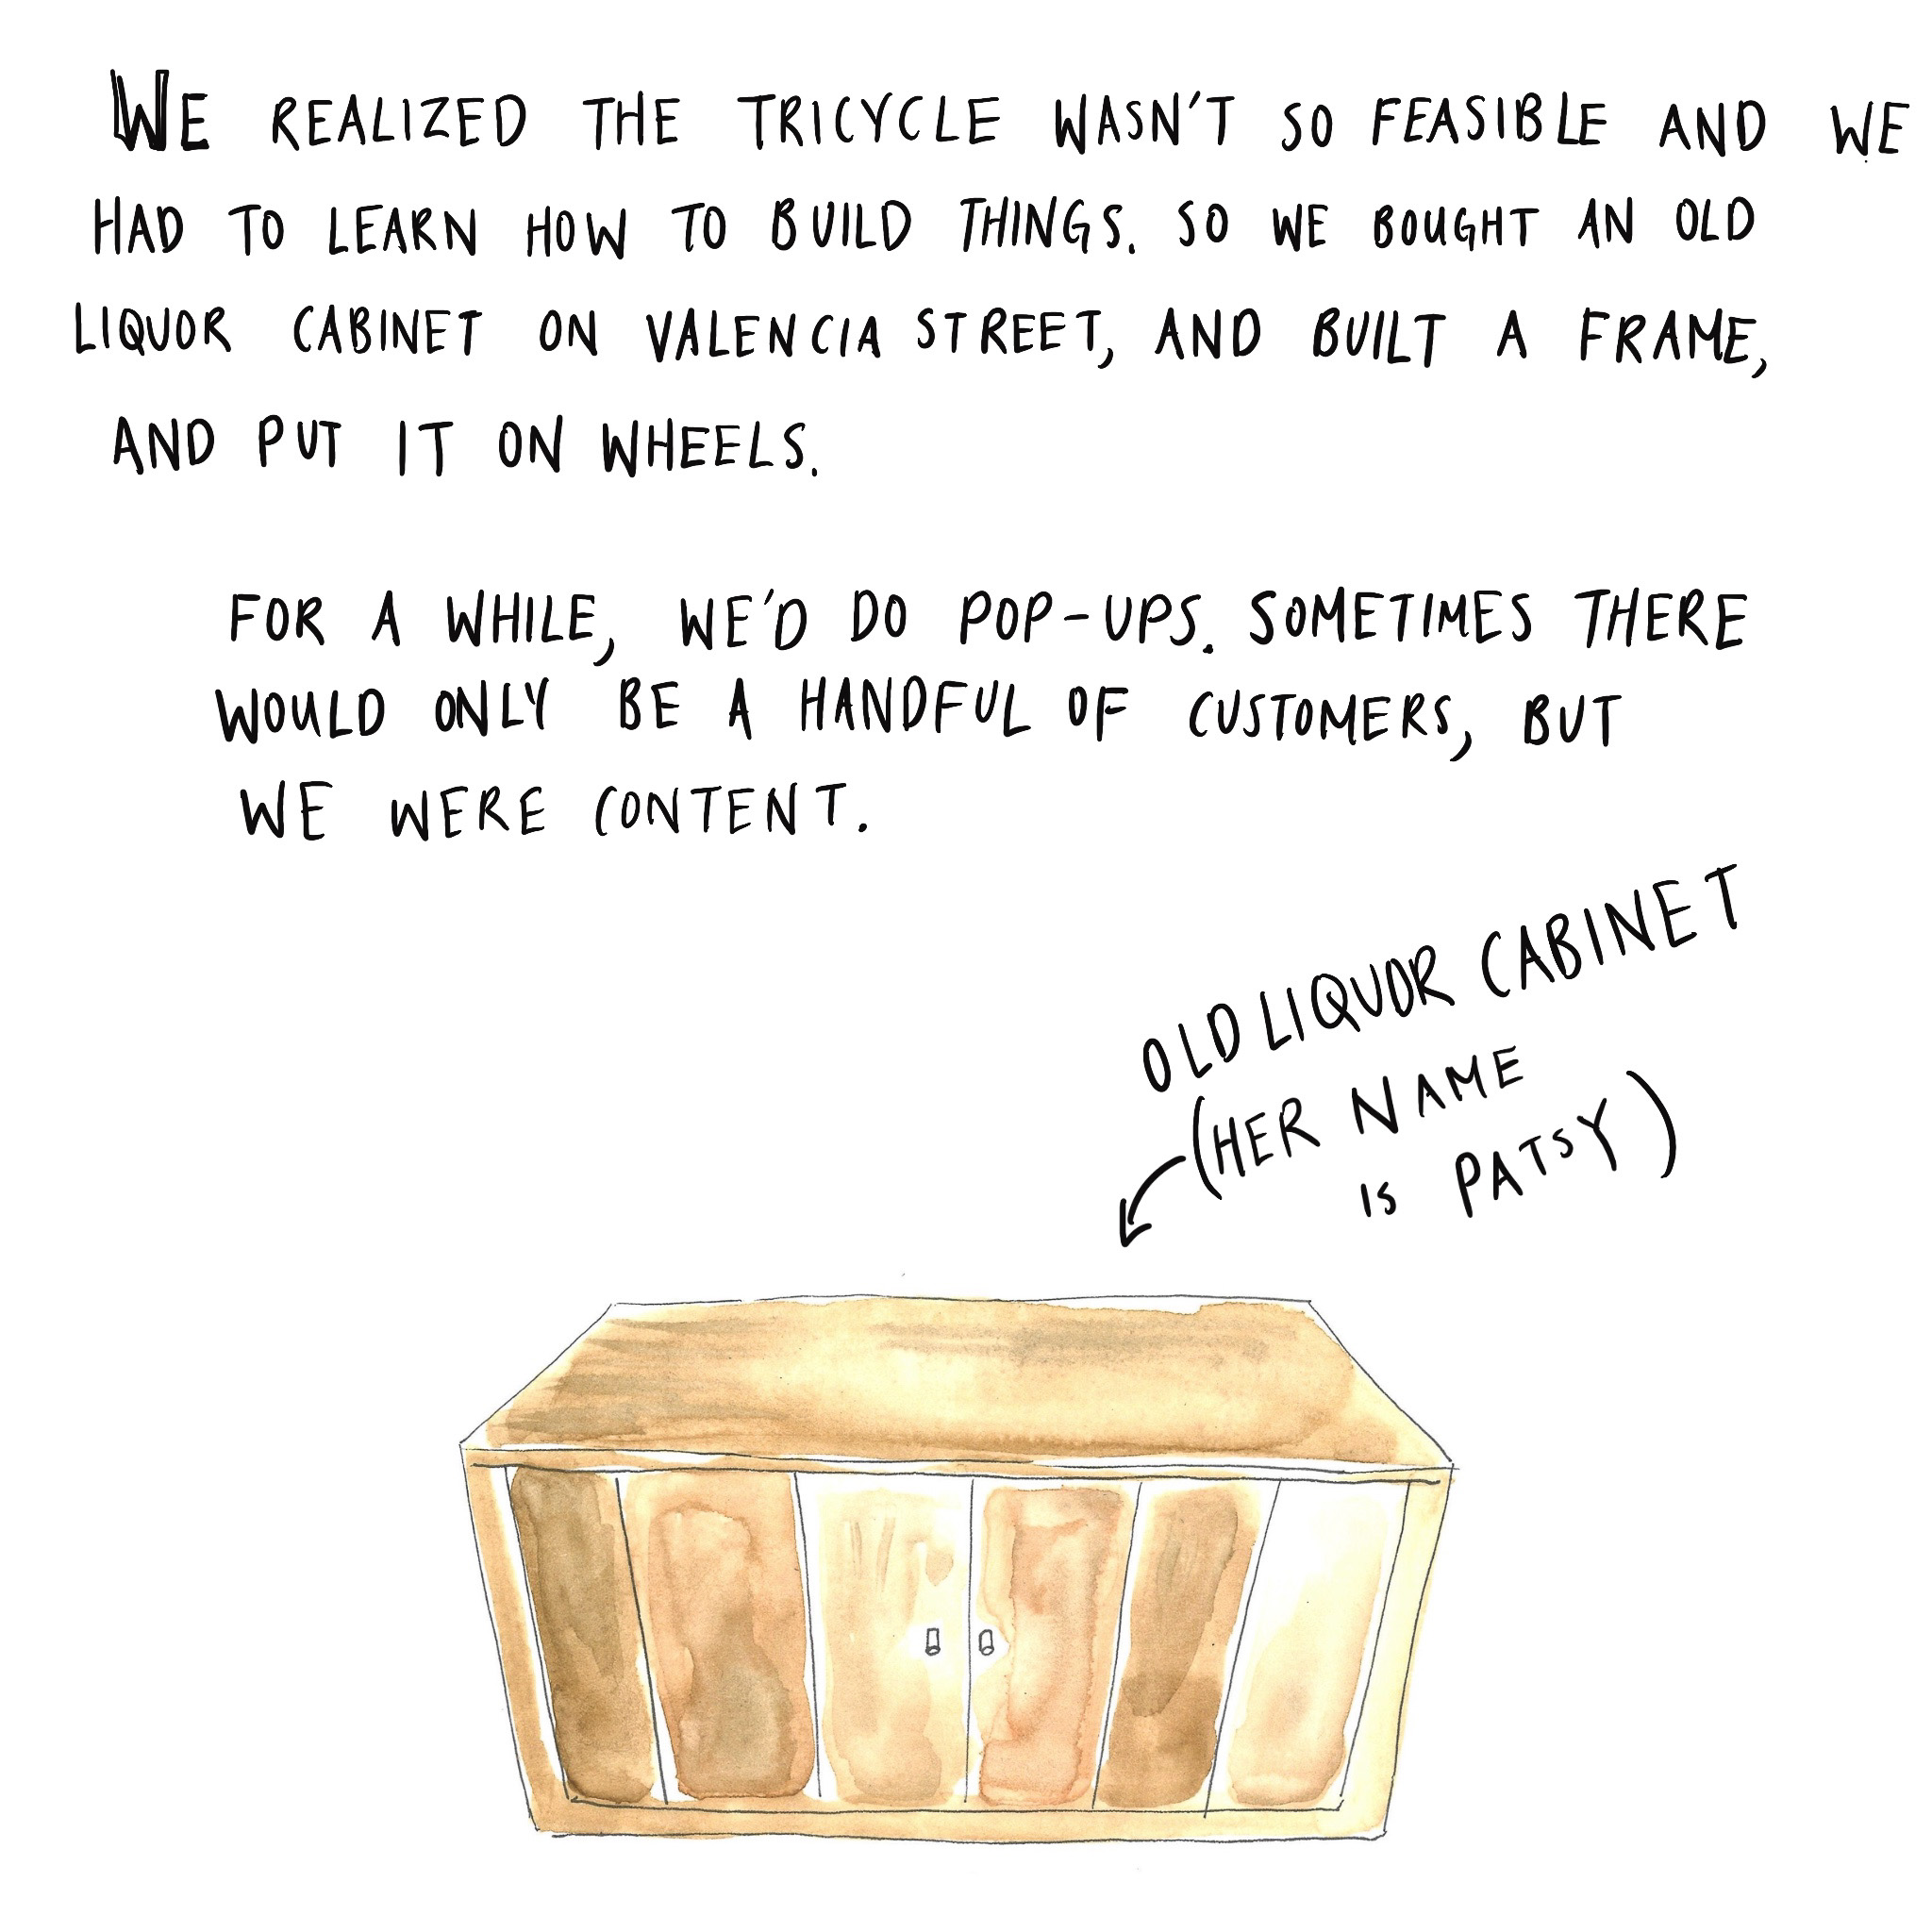 WE REALIZED THE TRICYCLE WASN'T SO FEASIBLE AND WE
HAD TO LEARN HOW TO BUILD THINGS. SO WE BOUGHT AN OLD
LIQUOR CABINET ON VALENCIA STREET, AND BUILT A FRAME,
AND PUT IT ON WHEELS.
FOR A WHILE, WE'D DO POP-UPS. SOMETIMES THERE
WOULD ONLY BE A HANDFUL OF CUSTOMERS, BUT
WE WERE CONTENT.
OLD LIQUOR CABINET
(HER NAME
IS PATSY)